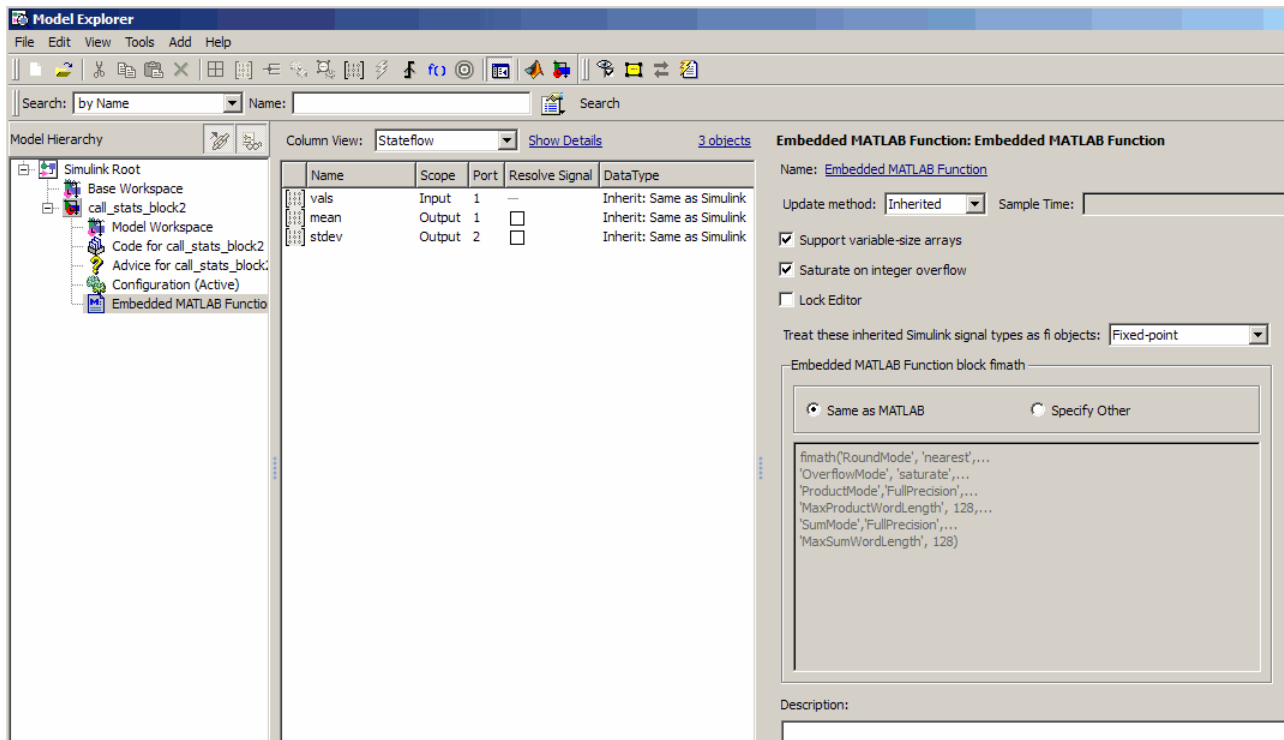 Model Explorer
File Edit View Tools Add Help
Search: by Name Name: Search
Model Hierarchy
Simulink Root
Base Workspace
call_stats_block2
Model Workspace
Code for call_stats_block2
Advice for call_stats_block2
Configuration (Active)
Embedded MATLAB Functio
Column View: Stateflow Show Details 3 objects
Name Scope Port Resolve Signal DataType
vals Input 1 — Inherit: Same as Simulink
mean Output 1 Inherit: Same as Simulink
stdev Output 2 Inherit: Same as Simulink
Embedded MATLAB Function: Embedded MATLAB Function
Name: Embedded MATLAB Function
Update method: Inherited Sample Time:
Support variable-size arrays
Saturate on integer overflow
Lock Editor
Treat these inherited Simulink signal types as fi objects: Fixed-point
Embedded MATLAB Function block fimath
Same as MATLAB Specify Other
fimath('RoundMode', 'nearest',...
'OverflowMode', 'saturate',...
'ProductMode','FullPrecision',...
'MaxProductWordLength', 128,...
'SumMode','FullPrecision',...
'MaxSumWordLength', 128)
Description: